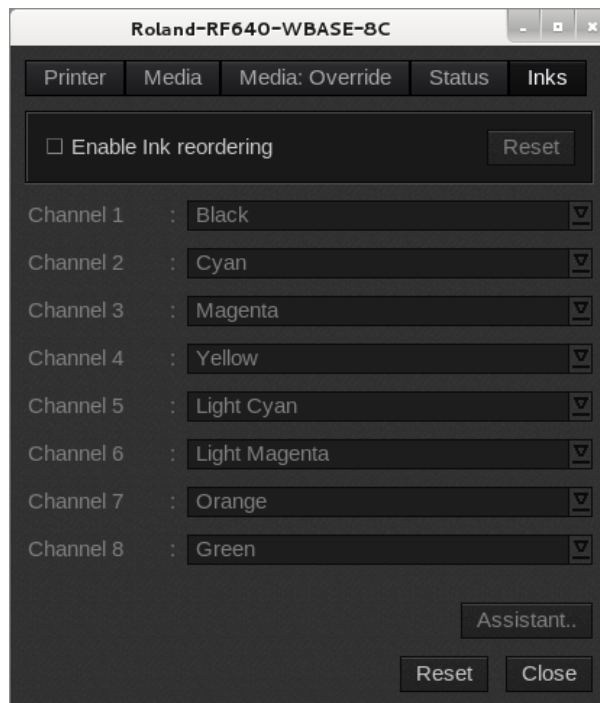 Roland-RF640-WBASE-8C
Printer Media Media: Override Status Inks
Enable Ink reordering Reset
Channel 1 : Black
Channel 2 : Cyan
Channel 3 : Magenta
Channel 4 : Yellow
Channel 5 : Light Cyan
Channel 6 : Light Magenta
Channel 7 : Orange
Channel 8 : Green
Assistant..
Reset Close